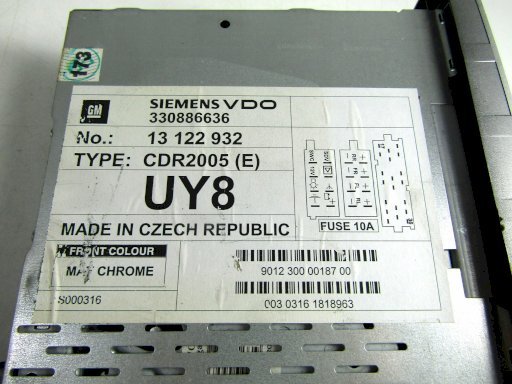 173
GM
SIEMENS VDO
330886636
No.: 13 122 932
TYPE: CDR2005 (E)
UY8
MADE IN CZECH REPUBLIC
FUSE 10A
FRONT COLOUR
MAT CHROME
S000316
9012 300 00187 00
003 0316 1818963